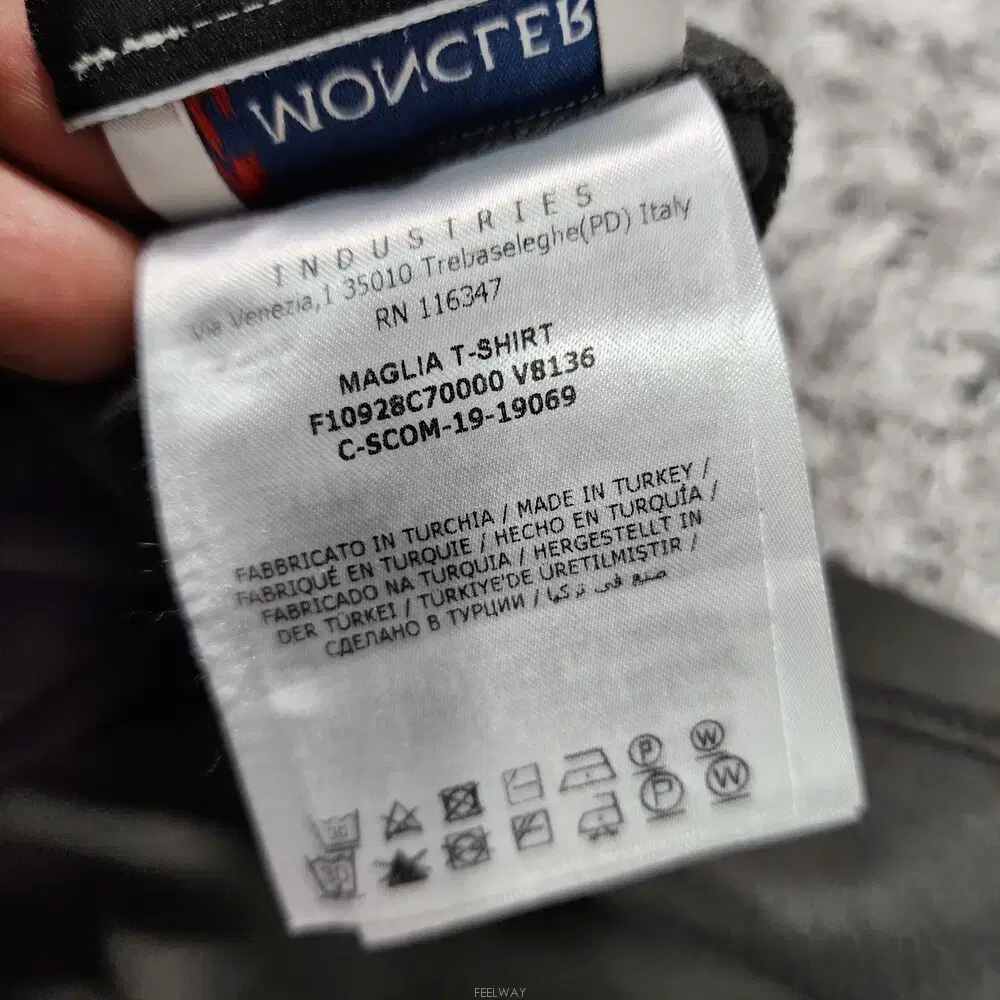 MONCLER
INDUSTRIES
Via Venezia,1 35010 Trebaseleghe(PD) Italy
RN 116347
MAGLIA T-SHIRT
F10928C70000 V8136
C-SCOM-19-19069
FABBRICATO IN TURCHIA / MADE IN TURKEY /
FABRIQUÉ EN TURQUIE / HECHO EN TURQUÍA /
FABRICADO NA TURQUIA / HERGESTELLT IN
DER TÜRKEI / TÜRKIYE'DE ÜRETILMIŞTIR /
СДЕЛАНО В ТУРЦИИ / صنع في تركيا
P W
P W
FEELWAY